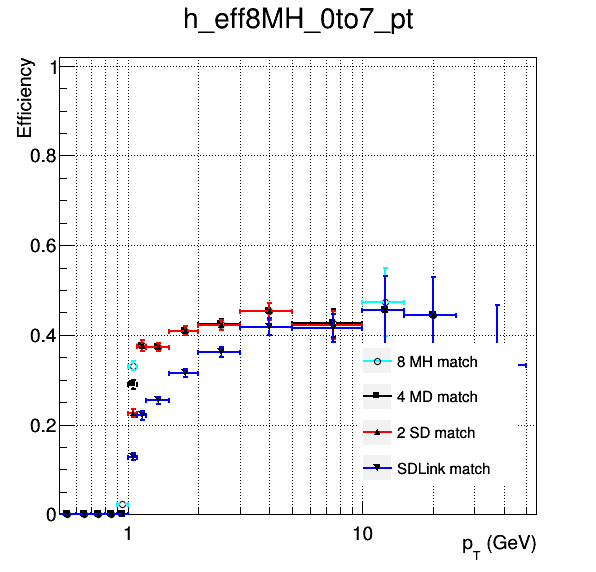 h_eff8MH_0to7_pt
Efficiency
1
0.8
0.6
0.4
0.2
0
8 MH match
4 MD match
2 SD match
SDLink match
1
10
p_T (GeV)